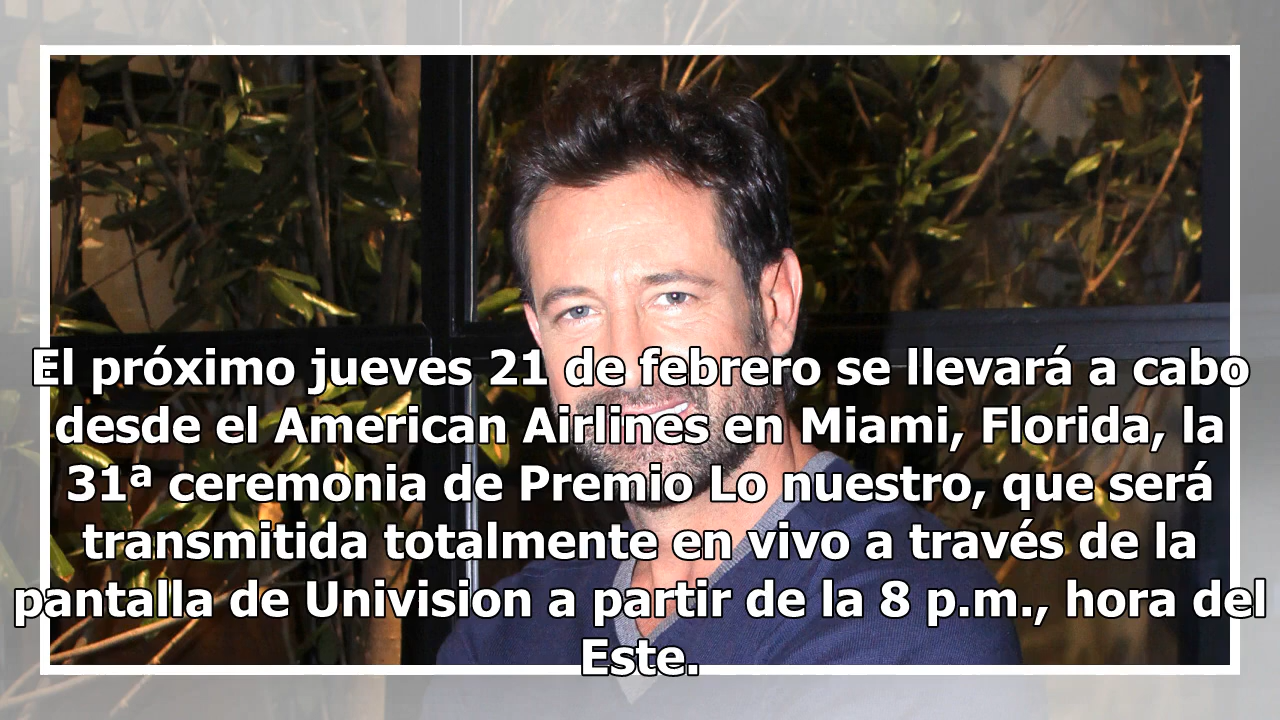 El próximo jueves 21 de febrero se llevará a cabo
desde el American Airlines en Miami, Florida, la
31ª ceremonia de Premio Lo nuestro, que será
transmitida totalmente en vivo a través de la
pantalla de Univision a partir de la 8 p.m., hora del
Este.